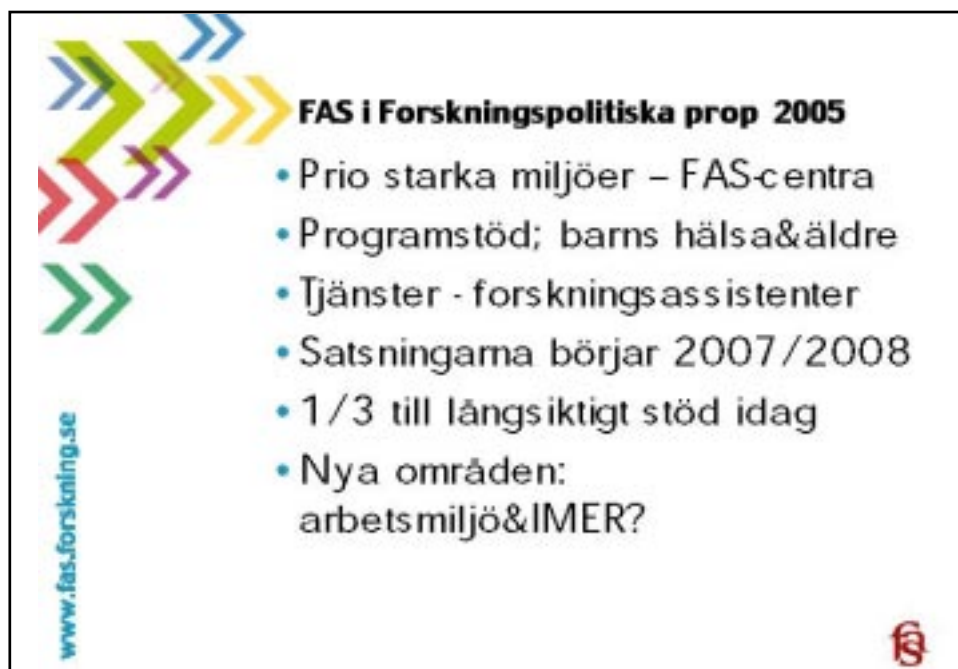 FAS i Forskningspolitiska prop 2005
• Prio starka miljöer – FAS-centra
• Programstöd; barns hälsa&äldre
• Tjänster - forskningsassistenter
• Satsningarna börjar 2007/2008
• 1/3 till långsiktigt stöd idag
• Nya områden:
arbetsmiljö&IMER?
www.fas.forskning.se
fas